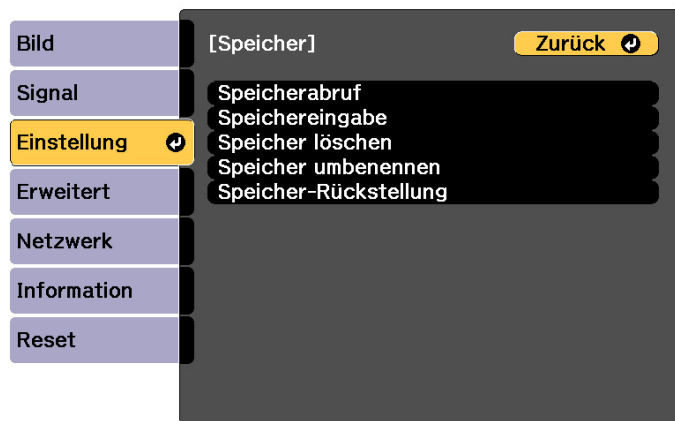 Bild
Signal
Einstellung
Erweitert
Netzwerk
Information
Reset
[Speicher]
Zurück
Speicherabruf
Speichereingabe
Speicher löschen
Speicher umbenennen
Speicher-Rückstellung